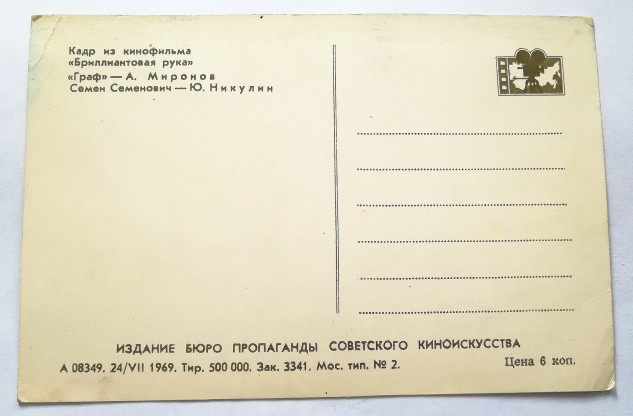 Кадр из кинофильма
«Бриллиантовая рука»
«Граф» — А. Миронов
Семен Семенович — Ю. Никулин
ИЗДАНИЕ БЮРО ПРОПАГАНДЫ СОВЕТСКОГО КИНОИСКУССТВА
А 08349. 24/VII 1969. Тир. 500 000. Зак. 3341. Мос. тип. № 2. Цена 6 коп.